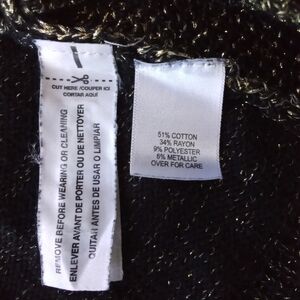 CUT HERE /COUPER ICI
CORTAR AQUI
REMOVE BEFORE WEARING OR CLEANING
ENLEVER AVANT DE PORTER OU DE NETTOYER
QUITAR ANTES DE USAR O LIMPIAR
51% COTTON
34% RAYON
9% POLYESTER
6% METALLIC
OVER FOR CARE